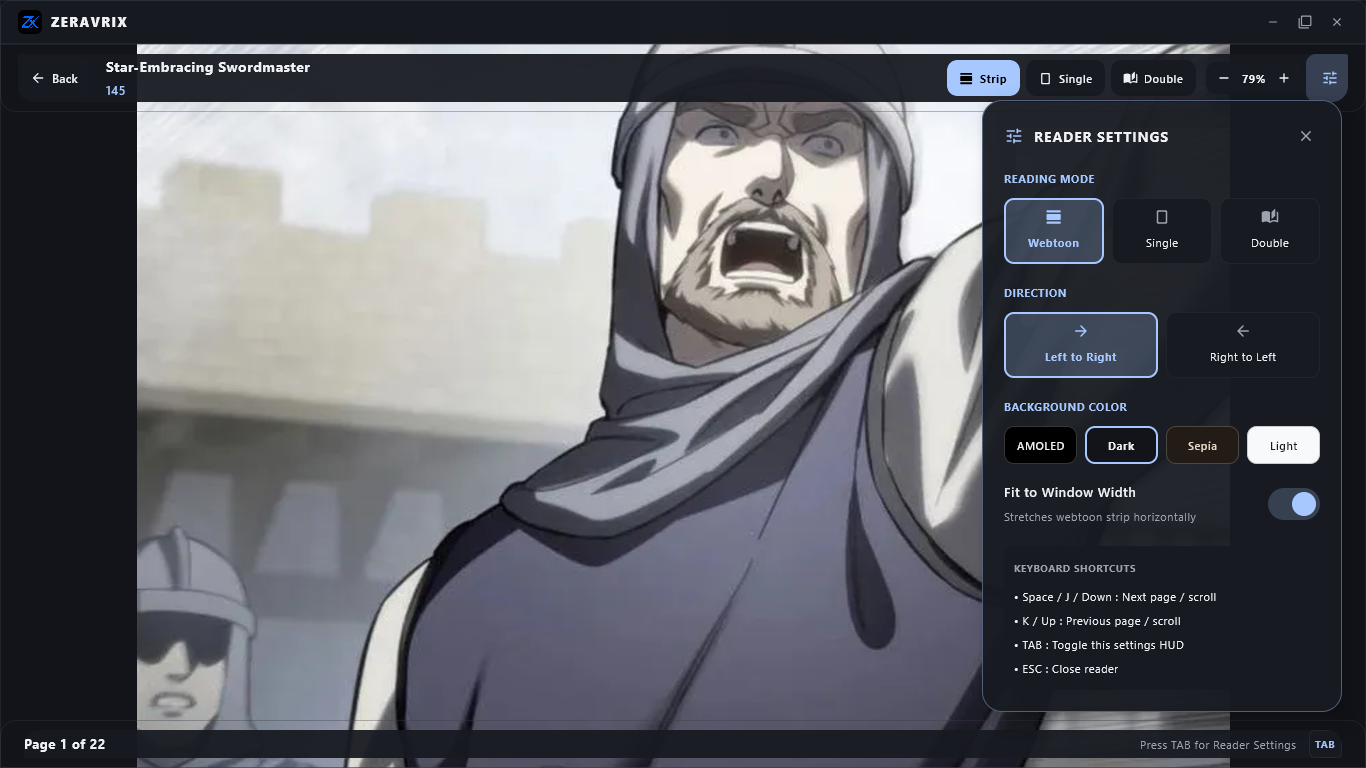 ZX ZERAVRIX
Back
Star-Embracing Swordmaster
145
Strip
Single
Double
79%
READER SETTINGS
READING MODE
Webtoon
Single
Double
DIRECTION
Left to Right
Right to Left
BACKGROUND COLOR
AMOLED
Dark
Sepia
Light
Fit to Window Width
Stretches webtoon strip horizontally
KEYBOARD SHORTCUTS
• Space / J / Down : Next page / scroll
• K / Up : Previous page / scroll
• TAB : Toggle this settings HUD
• ESC : Close reader
Page 1 of 22
Press TAB for Reader Settings TAB